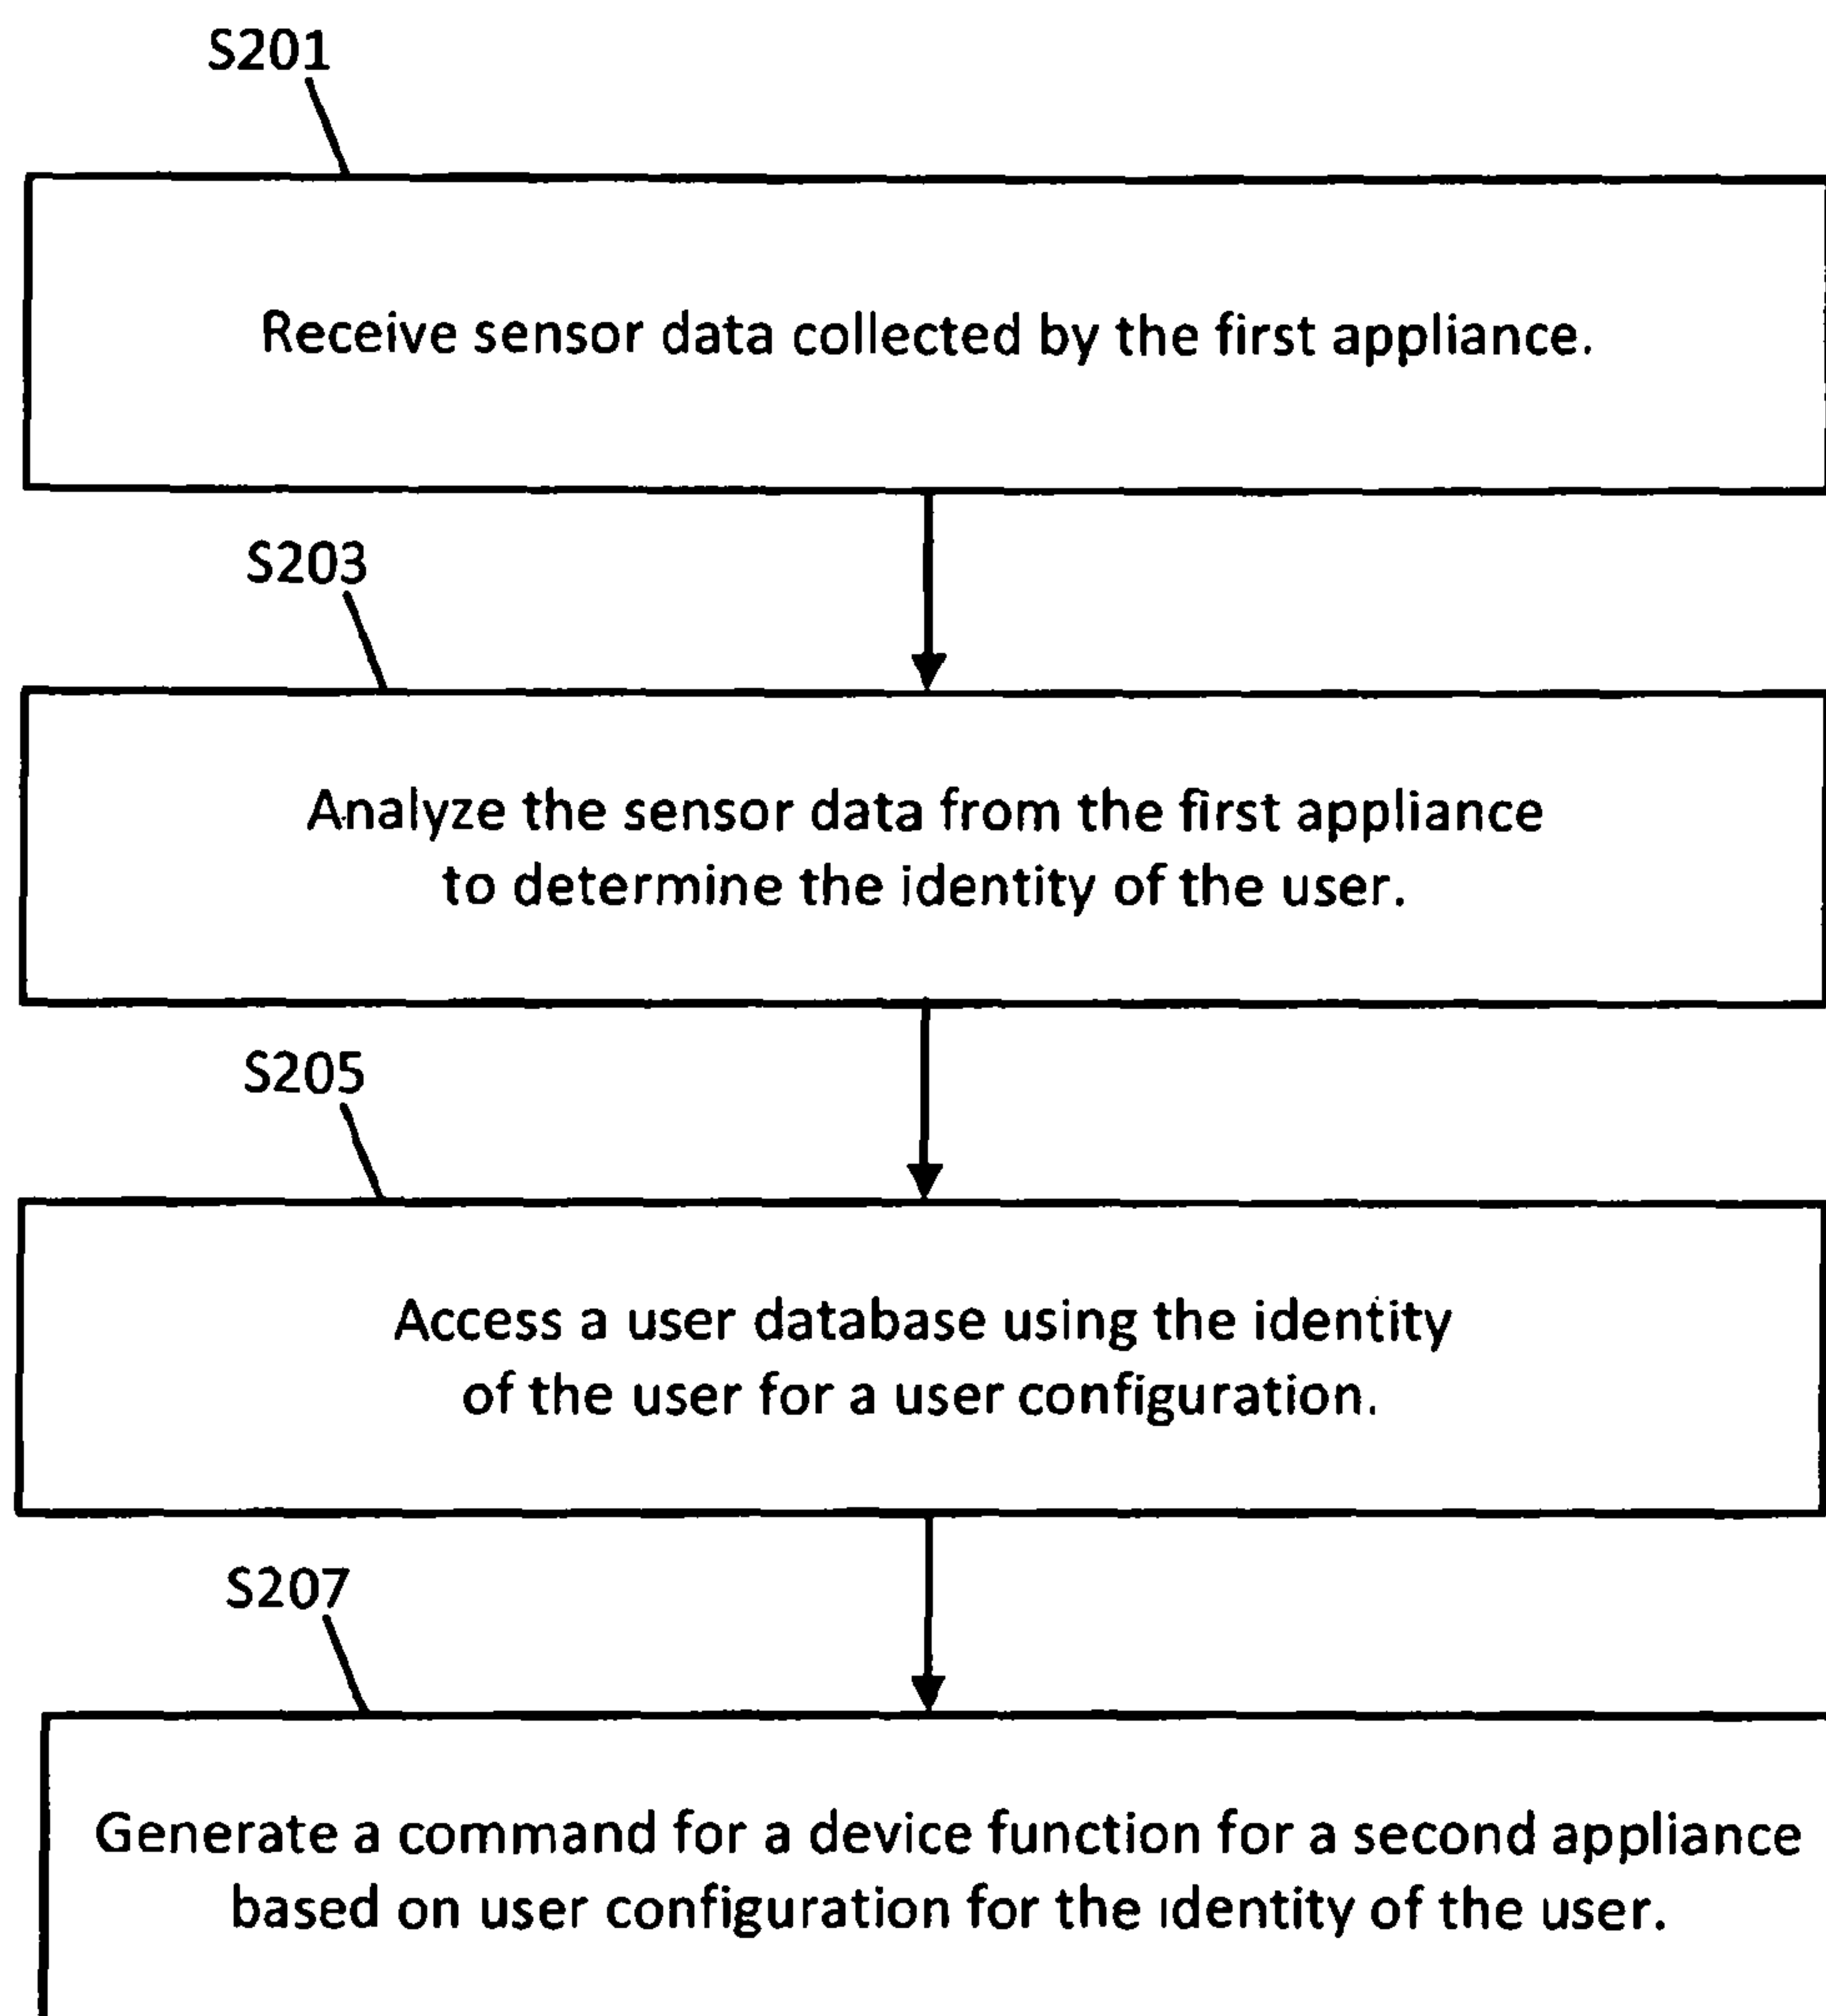 S201
Receive sensor data collected by the first appliance.
S203
Analyze the sensor data from the first appliance
to determine the identity of the user.
S205
Access a user database using the identity
of the user for a user configuration.
S207
Generate a command for a device function for a second appliance
based on user configuration for the identity of the user.